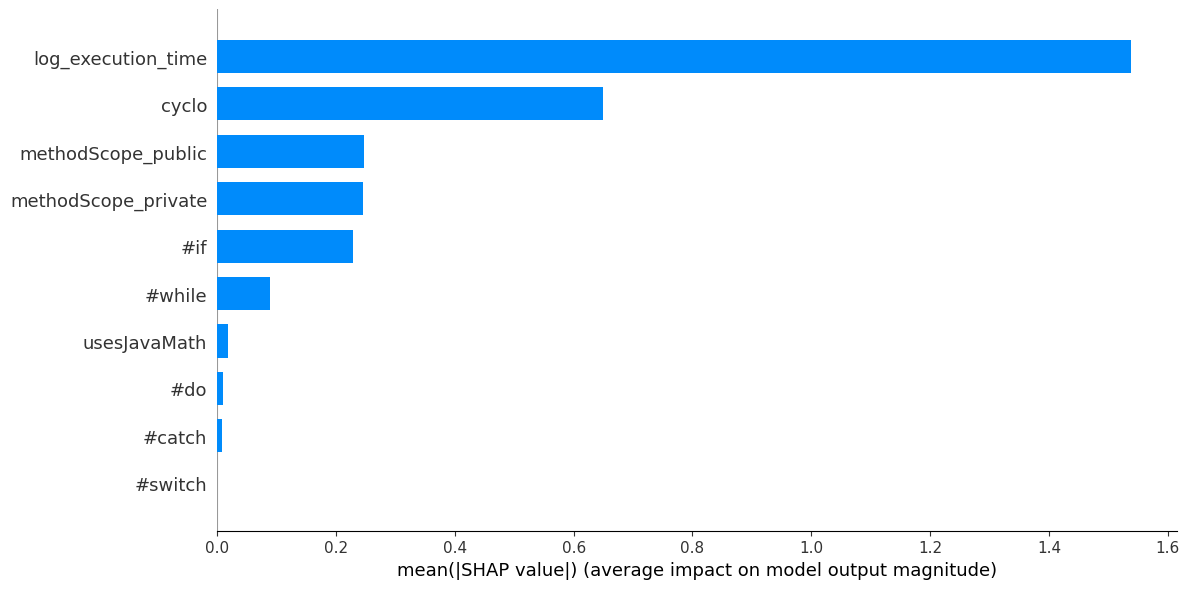 log_execution_time
cyclo
methodScope_public
methodScope_private
#if
#while
usesJavaMath
#do
#catch
#switch
0.0 0.2 0.4 0.6 0.8 1.0 1.2 1.4 1.6
mean(|SHAP value|) (average impact on model output magnitude)